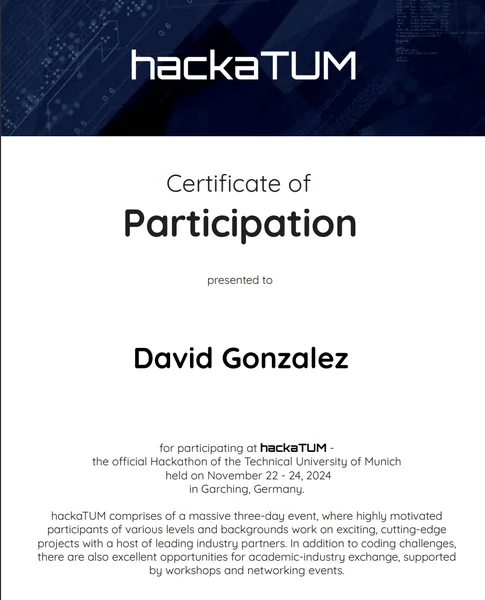 hackaTUM
Certificate of
Participation
presented to
David Gonzalez
for participating at hackaTUM -
the official Hackathon of the Technical University of Munich
held on November 22 - 24, 2024
in Garching, Germany.
hackaTUM comprises of a massive three-day event, where highly motivated
participants of various levels and backgrounds work on exciting, cutting-edge
projects with a host of leading industry partners. In addition to coding challenges,
there are also excellent opportunities for academic-industry exchange, supported
by workshops and networking events.